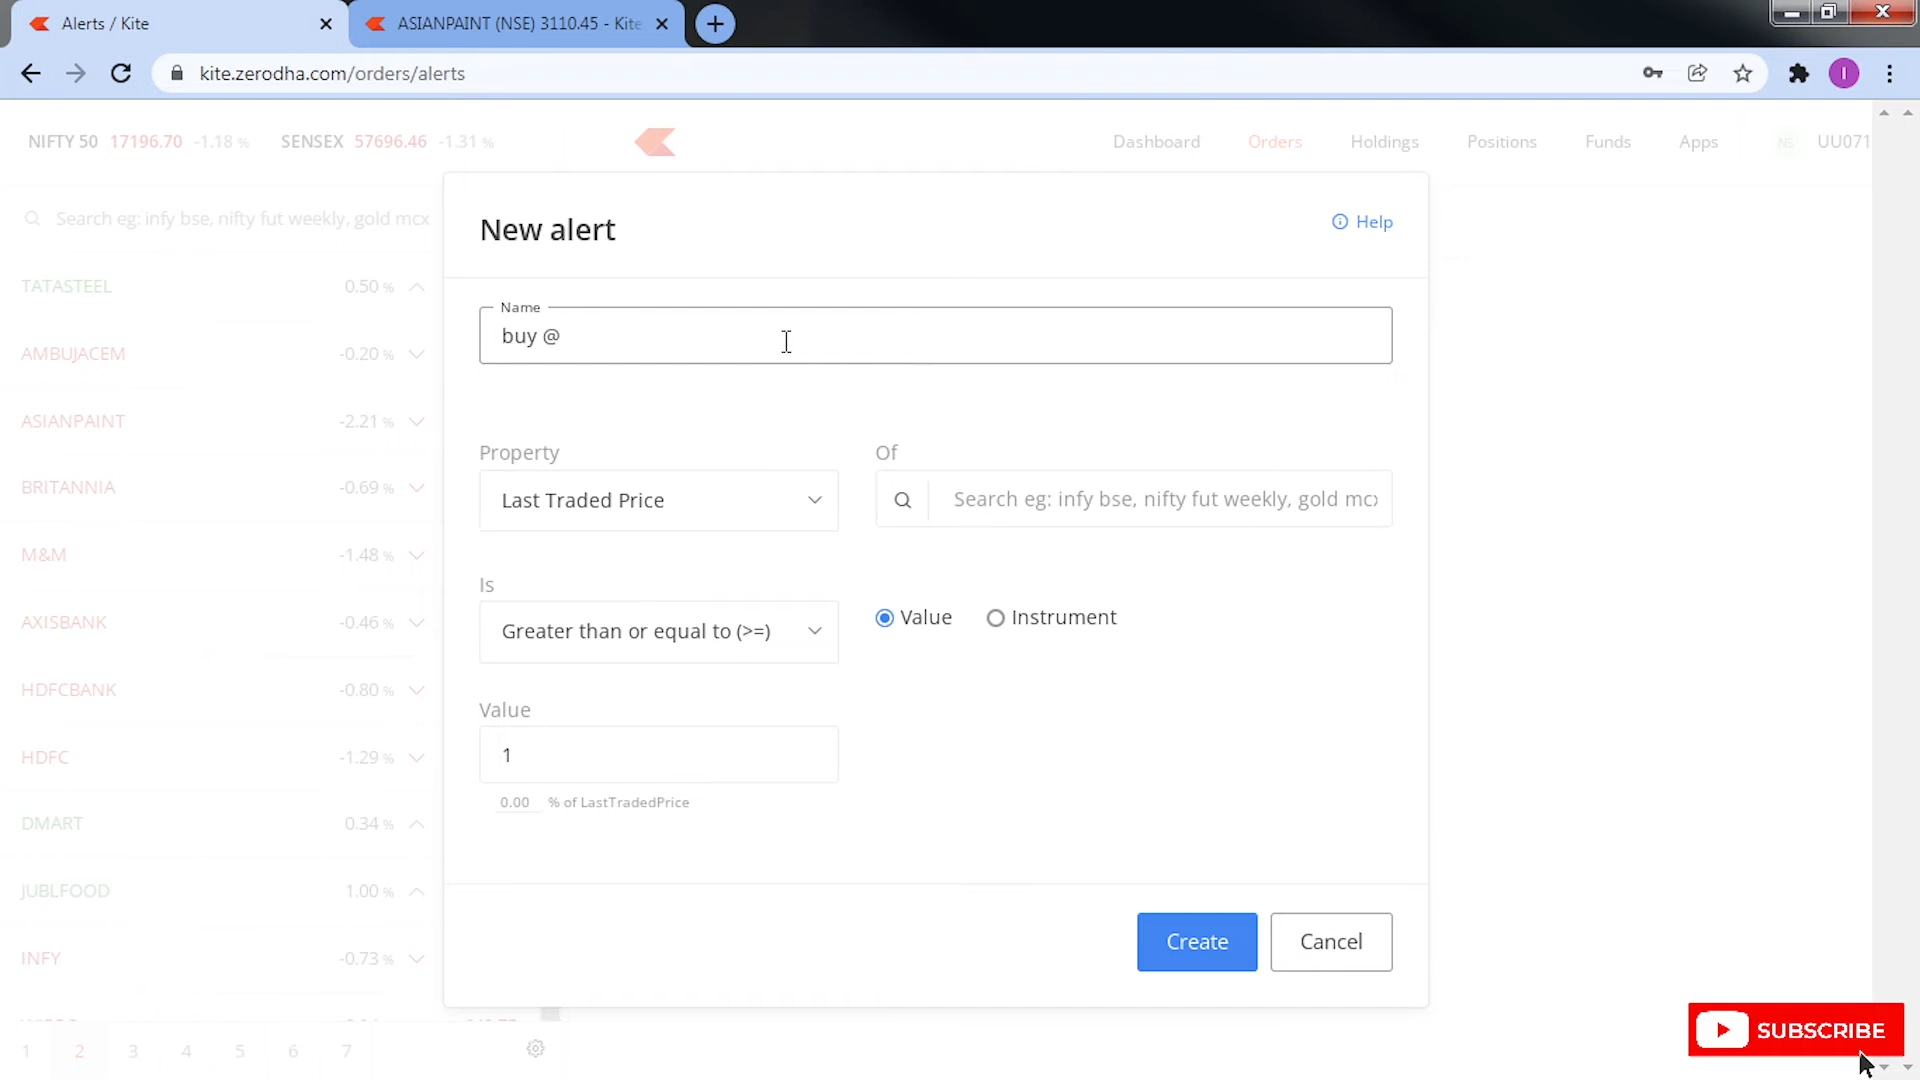 Alerts / Kite
ASIANPAINT (NSE) 3110.45 - Kite
kite.zerodha.com/orders/alerts
I
NIFTY 50 17196.70 -1.18 %
SENSEX 57696.46 -1.31 %
Dashboard
Orders
Holdings
Positions
Funds
Apps
NS
UU071
Search eg: infy bse, nifty fut weekly, gold mcx
TATASTEEL 0.50 %
AMBUJACEM -0.20 %
ASIANPAINT -2.21 %
BRITANNIA -0.69 %
M&M -1.48 %
AXISBANK -0.46 %
HDFCBANK -0.80 %
HDFC -1.29 %
DMART 0.34 %
JUBLFOOD 1.00 %
INFY -0.73 %
1 2 3 4 5 6 7
New alert
Help
Name
buy @
Property
Last Traded Price
Of
Search eg: infy bse, nifty fut weekly, gold mcx
Is
Greater than or equal to (>=)
Value
Instrument
Value
1
0.00 % of LastTradedPrice
Create
Cancel
SUBSCRIBE